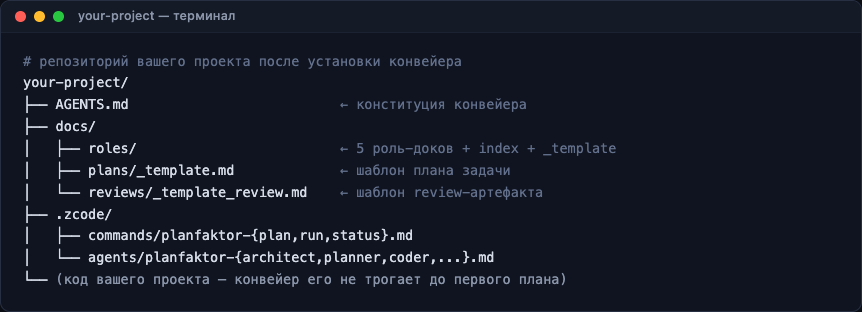 your-project — терминал
# репозиторий вашего проекта после установки конвейера
your-project/
├── AGENTS.md ← конституция конвейера
├── docs/
│   ├── roles/ ← 5 роль-доков + index + _template
│   ├── plans/_template.md ← шаблон плана задачи
│   └── reviews/_template_review.md ← шаблон review-артефакта
├── .zcode/
│   ├── commands/planfaktor-{plan,run,status}.md
│   └── agents/planfaktor-{architect,planner,coder,...}.md
└── (код вашего проекта — конвейер его не трогает до первого плана)